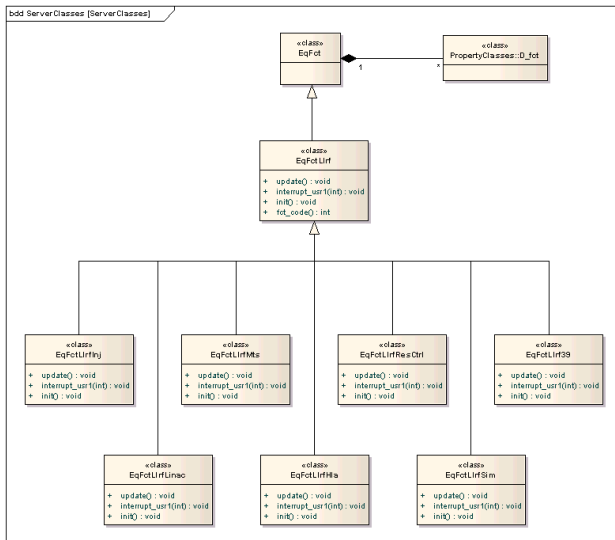 bdd ServerClasses [ServerClasses]
«class»
EqFct
1
*
«class»
PropertyClasses::D_fct
«class»
EqFctLlrf
+ update() : void
+ interrupt_usr1(int) : void
+ init() : void
+ fct_code() : int
«class»
EqFctLlrfInj
+ update() : void
+ interrupt_usr1(int) : void
+ init() : void
«class»
EqFctLlrfMts
+ update() : void
+ interrupt_usr1(int) : void
+ init() : void
«class»
EqFctLlrfResCtrl
+ update() : void
+ interrupt_usr1(int) : void
+ init() : void
«class»
EqFctLlrf39
+ update() : void
+ interrupt_usr1(int) : void
+ init() : void
«class»
EqFctLlrfLinac
+ update() : void
+ interrupt_usr1(int) : void
+ init() : void
«class»
EqFctLlrfHla
+ update() : void
+ interrupt_usr1(int) : void
+ init() : void
«class»
EqFctLlrfSim
+ update() : void
+ interrupt_usr1(int) : void
+ init() : void